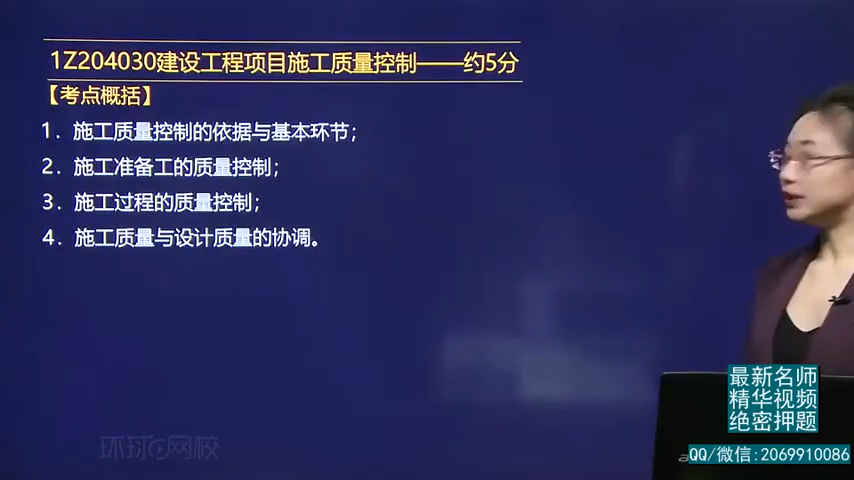 1Z204030建设工程项目施工质量控制——约5分
【考点概括】
1．施工质量控制的依据与基本环节；
2．施工准备工的质量控制；
3．施工过程的质量控制；
4．施工质量与设计质量的协调。
环球网校
最新名师
精华视频
绝密押题
QQ/微信:2069910086